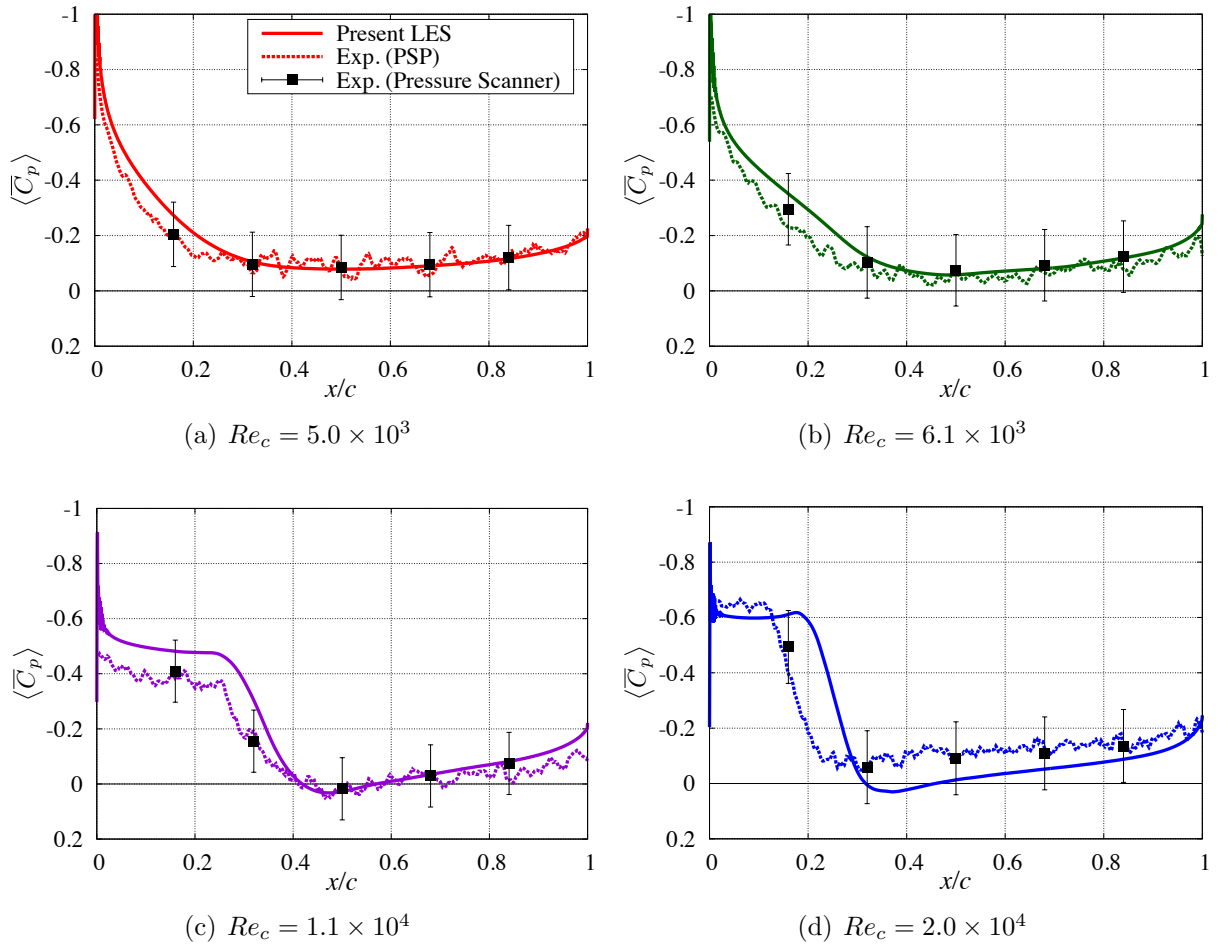 -1
-0.8
-0.6
-0.4
-0.2
0
0.2
0 0.2 0.4 0.6 0.8 1
⟨C̅p⟩
x/c
Present LES
Exp. (PSP)
Exp. (Pressure Scanner)
(a) Re_c = 5.0 × 10³
-1
-0.8
-0.6
-0.4
-0.2
0
0.2
0 0.2 0.4 0.6 0.8 1
⟨C̅p⟩
x/c
(b) Re_c = 6.1 × 10³
-1
-0.8
-0.6
-0.4
-0.2
0
0.2
0 0.2 0.4 0.6 0.8 1
⟨C̅p⟩
x/c
(c) Re_c = 1.1 × 10⁴
-1
-0.8
-0.6
-0.4
-0.2
0
0.2
0 0.2 0.4 0.6 0.8 1
⟨C̅p⟩
x/c
(d) Re_c = 2.0 × 10⁴